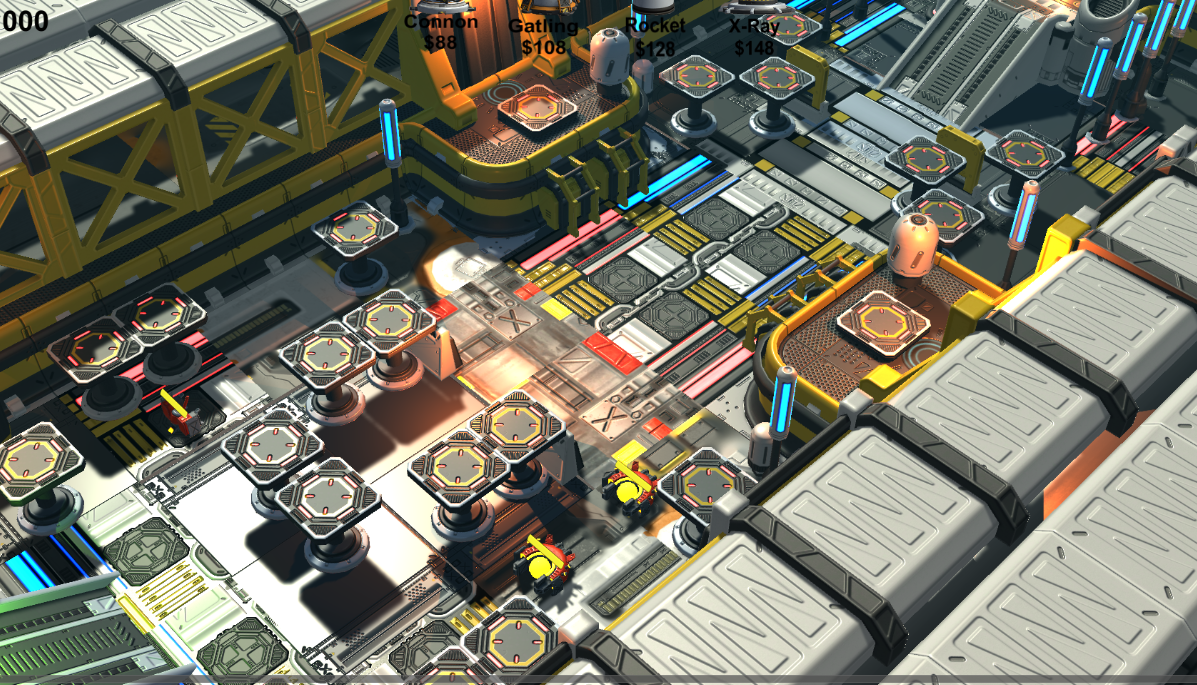 000
Connon Gatling Rocket X-Ray
$88 $108 $128 $148